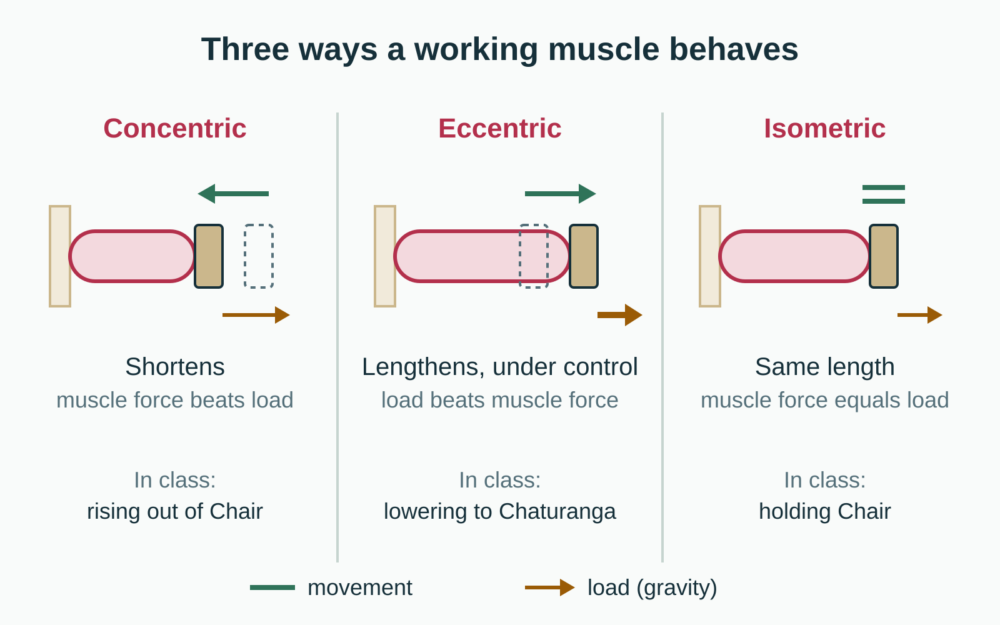 Three ways a working muscle behaves
Concentric
Eccentric
Isometric
Shortens
muscle force beats load
Lengthens, under control
load beats muscle force
Same length
muscle force equals load
In class:
rising out of Chair
In class:
lowering to Chaturanga
In class:
holding Chair
movement
load (gravity)